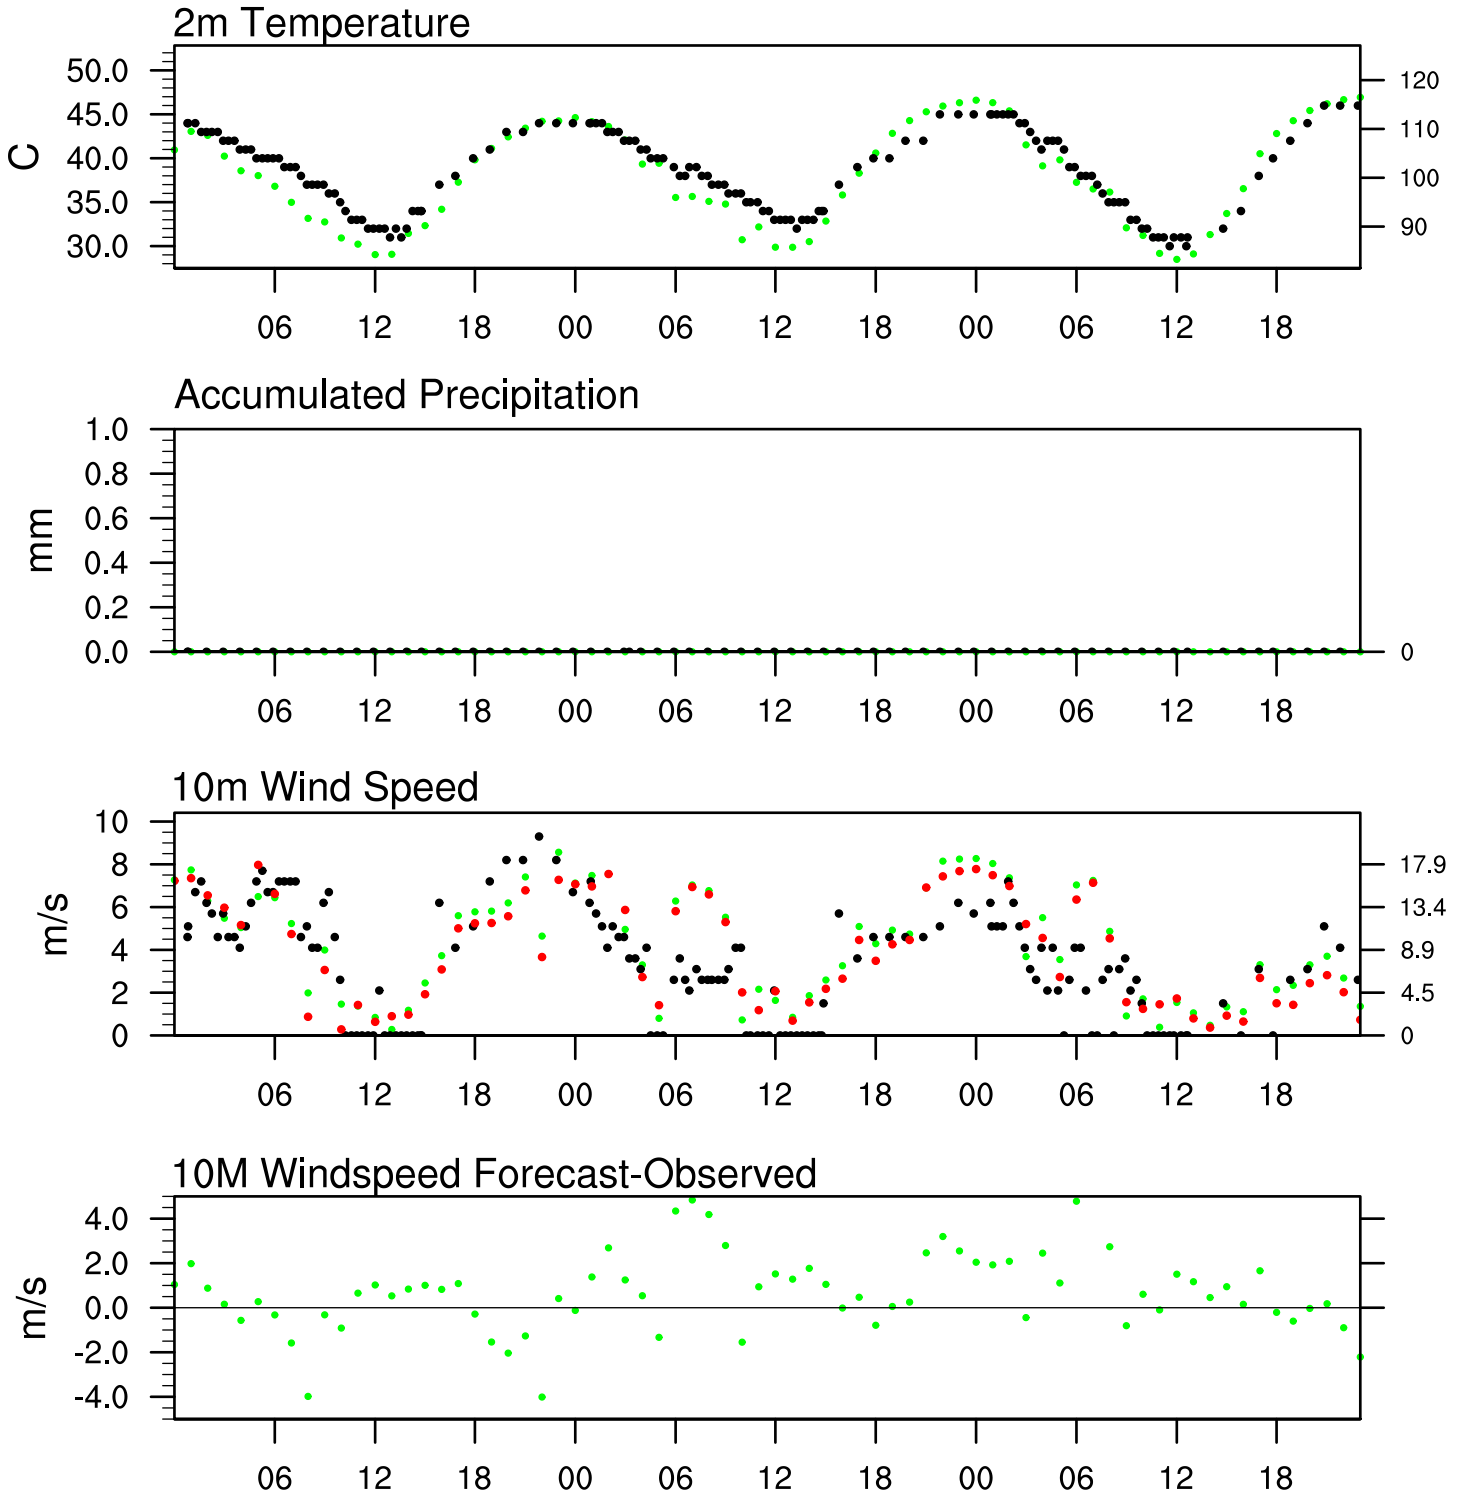 2m Temperature
C
50.0
45.0
40.0
35.0
30.0
120
110
100
90
06 12 18 00 06 12 18 00 06 12 18
Accumulated Precipitation
mm
1.0
0.8
0.6
0.4
0.2
0.0
0
06 12 18 00 06 12 18 00 06 12 18
10m Wind Speed
m/s
10
8
6
4
2
0
17.9
13.4
8.9
4.5
0
06 12 18 00 06 12 18 00 06 12 18
10M Windspeed Forecast-Observed
m/s
4.0
2.0
0.0
-2.0
-4.0
06 12 18 00 06 12 18 00 06 12 18